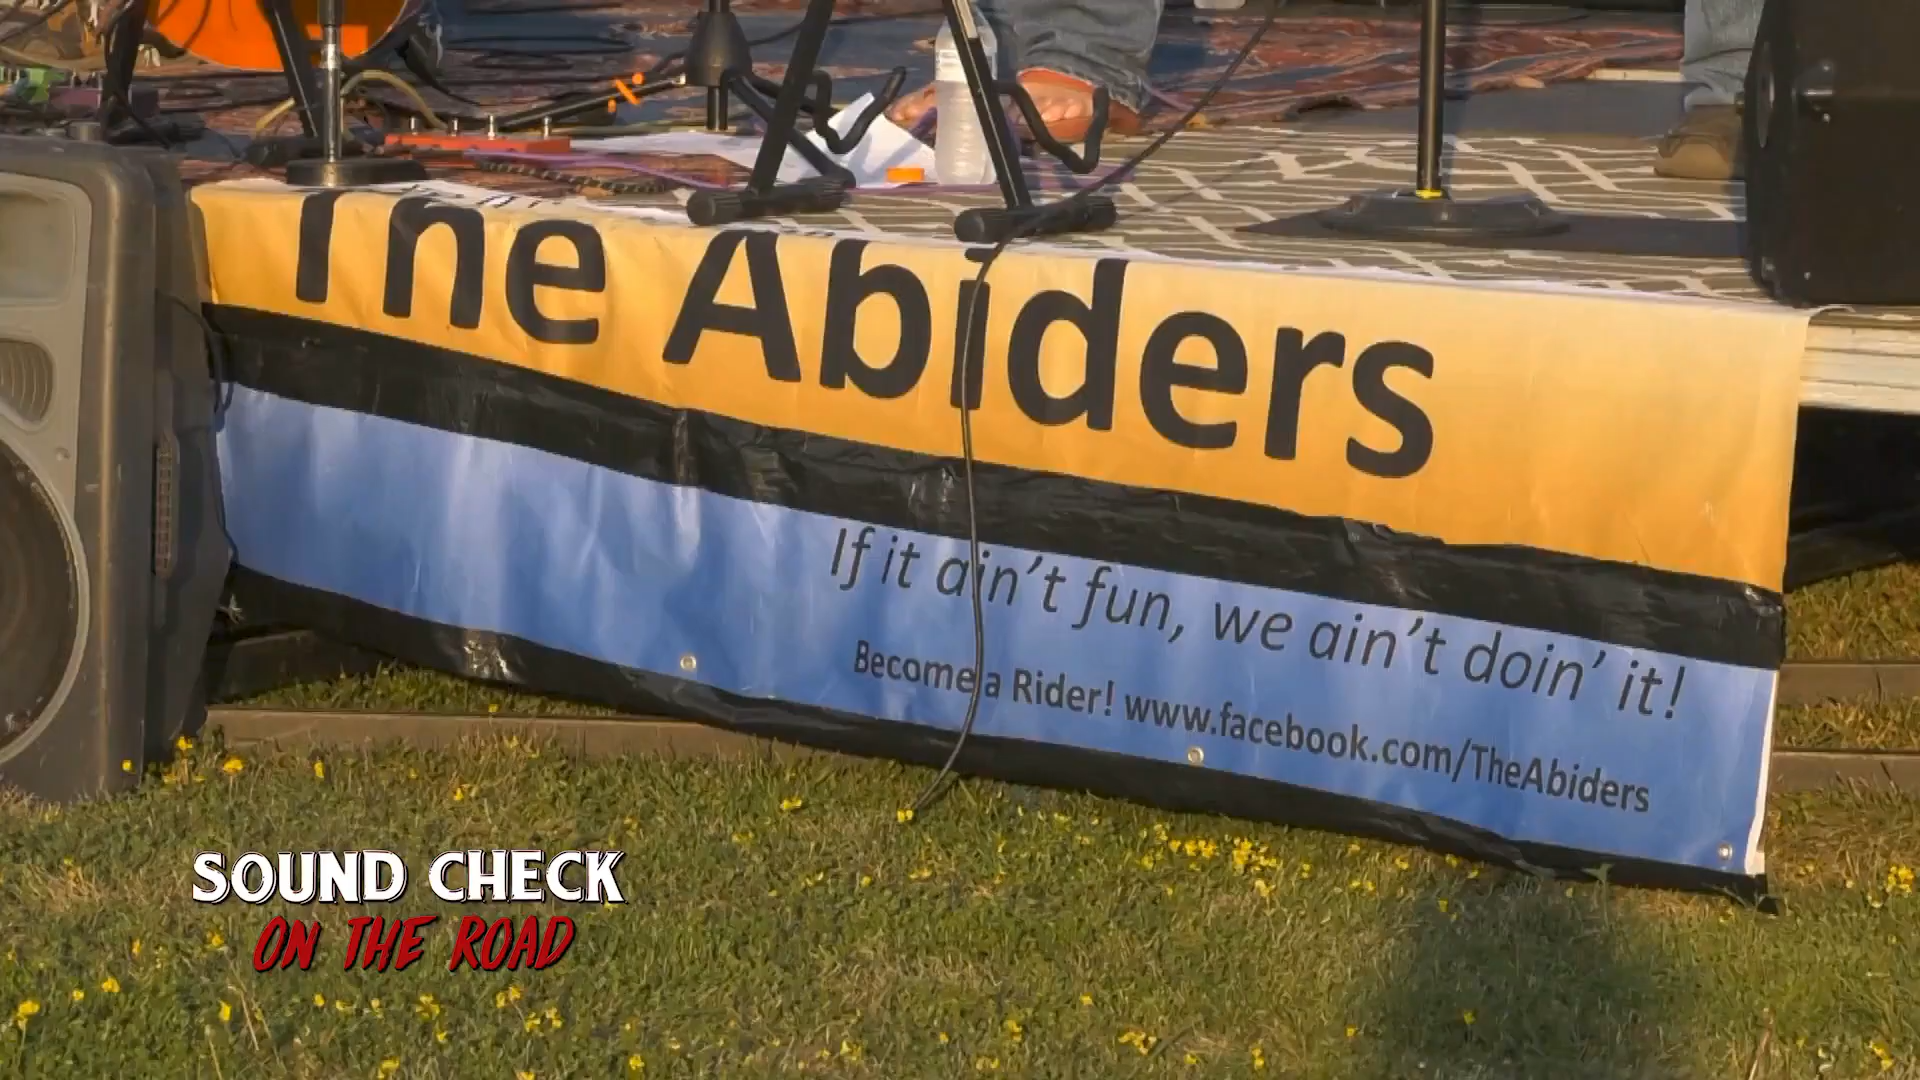 The Abiders
If it ain't fun, we ain't doin' it!
Become a Rider! www.facebook.com/TheAbiders
SOUND CHECK
ON THE ROAD